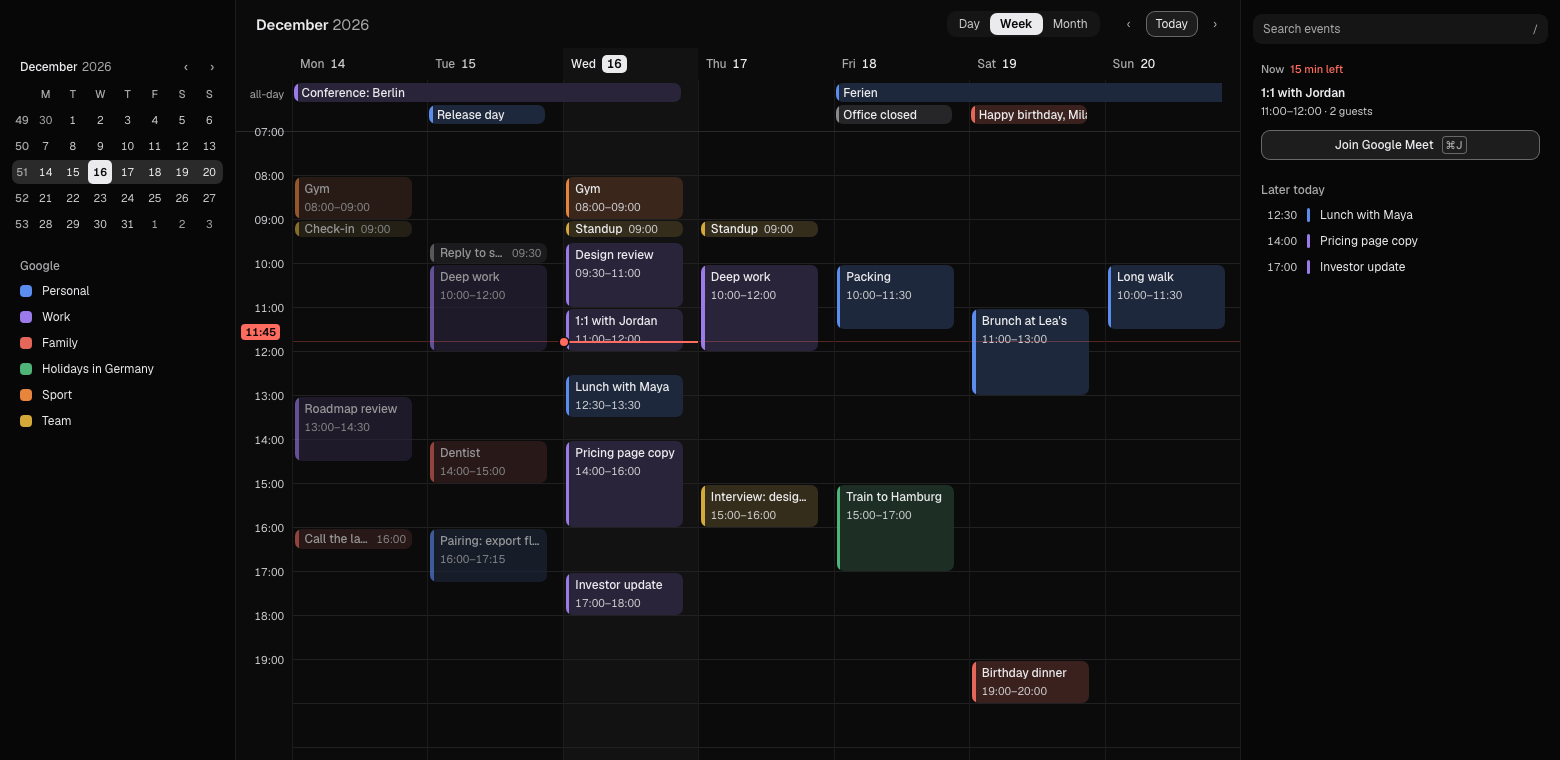 December 2026
‹ ›
M T W T F S S
49 30 1 2 3 4 5 6
50 7 8 9 10 11 12 13
51 14 15 16 17 18 19 20
52 21 22 23 24 25 26 27
53 28 29 30 31 1 2 3
Google
Personal
Work
Family
Holidays in Germany
Sport
Team
December 2026
Day Week Month ‹ Today ›
Mon 14 Tue 15 Wed 16 Thu 17 Fri 18 Sat 19 Sun 20
all-day
Conference: Berlin
Ferien
Release day
Office closed
Happy birthday, Mila
07:00
08:00
09:00
10:00
11:00
11:45
12:00
13:00
14:00
15:00
16:00
17:00
18:00
19:00
Gym
08:00–09:00
Check-in 09:00
Roadmap review
13:00–14:30
Call the la... 16:00
Reply to s... 09:30
Deep work
10:00–12:00
Dentist
14:00–15:00
Pairing: export fl...
16:00–17:15
Gym
08:00–09:00
Standup 09:00
Design review
09:30–11:00
1:1 with Jordan
11:00–12:00
Lunch with Maya
12:30–13:30
Pricing page copy
14:00–16:00
Investor update
17:00–18:00
Standup 09:00
Deep work
10:00–12:00
Interview: desig...
15:00–16:00
Packing
10:00–11:30
Train to Hamburg
15:00–17:00
Brunch at Lea's
11:00–13:00
Birthday dinner
19:00–20:00
Long walk
10:00–11:30
Search events /
Now 15 min left
1:1 with Jordan
11:00–12:00 · 2 guests
Join Google Meet ⌘J
Later today
12:30 Lunch with Maya
14:00 Pricing page copy
17:00 Investor update